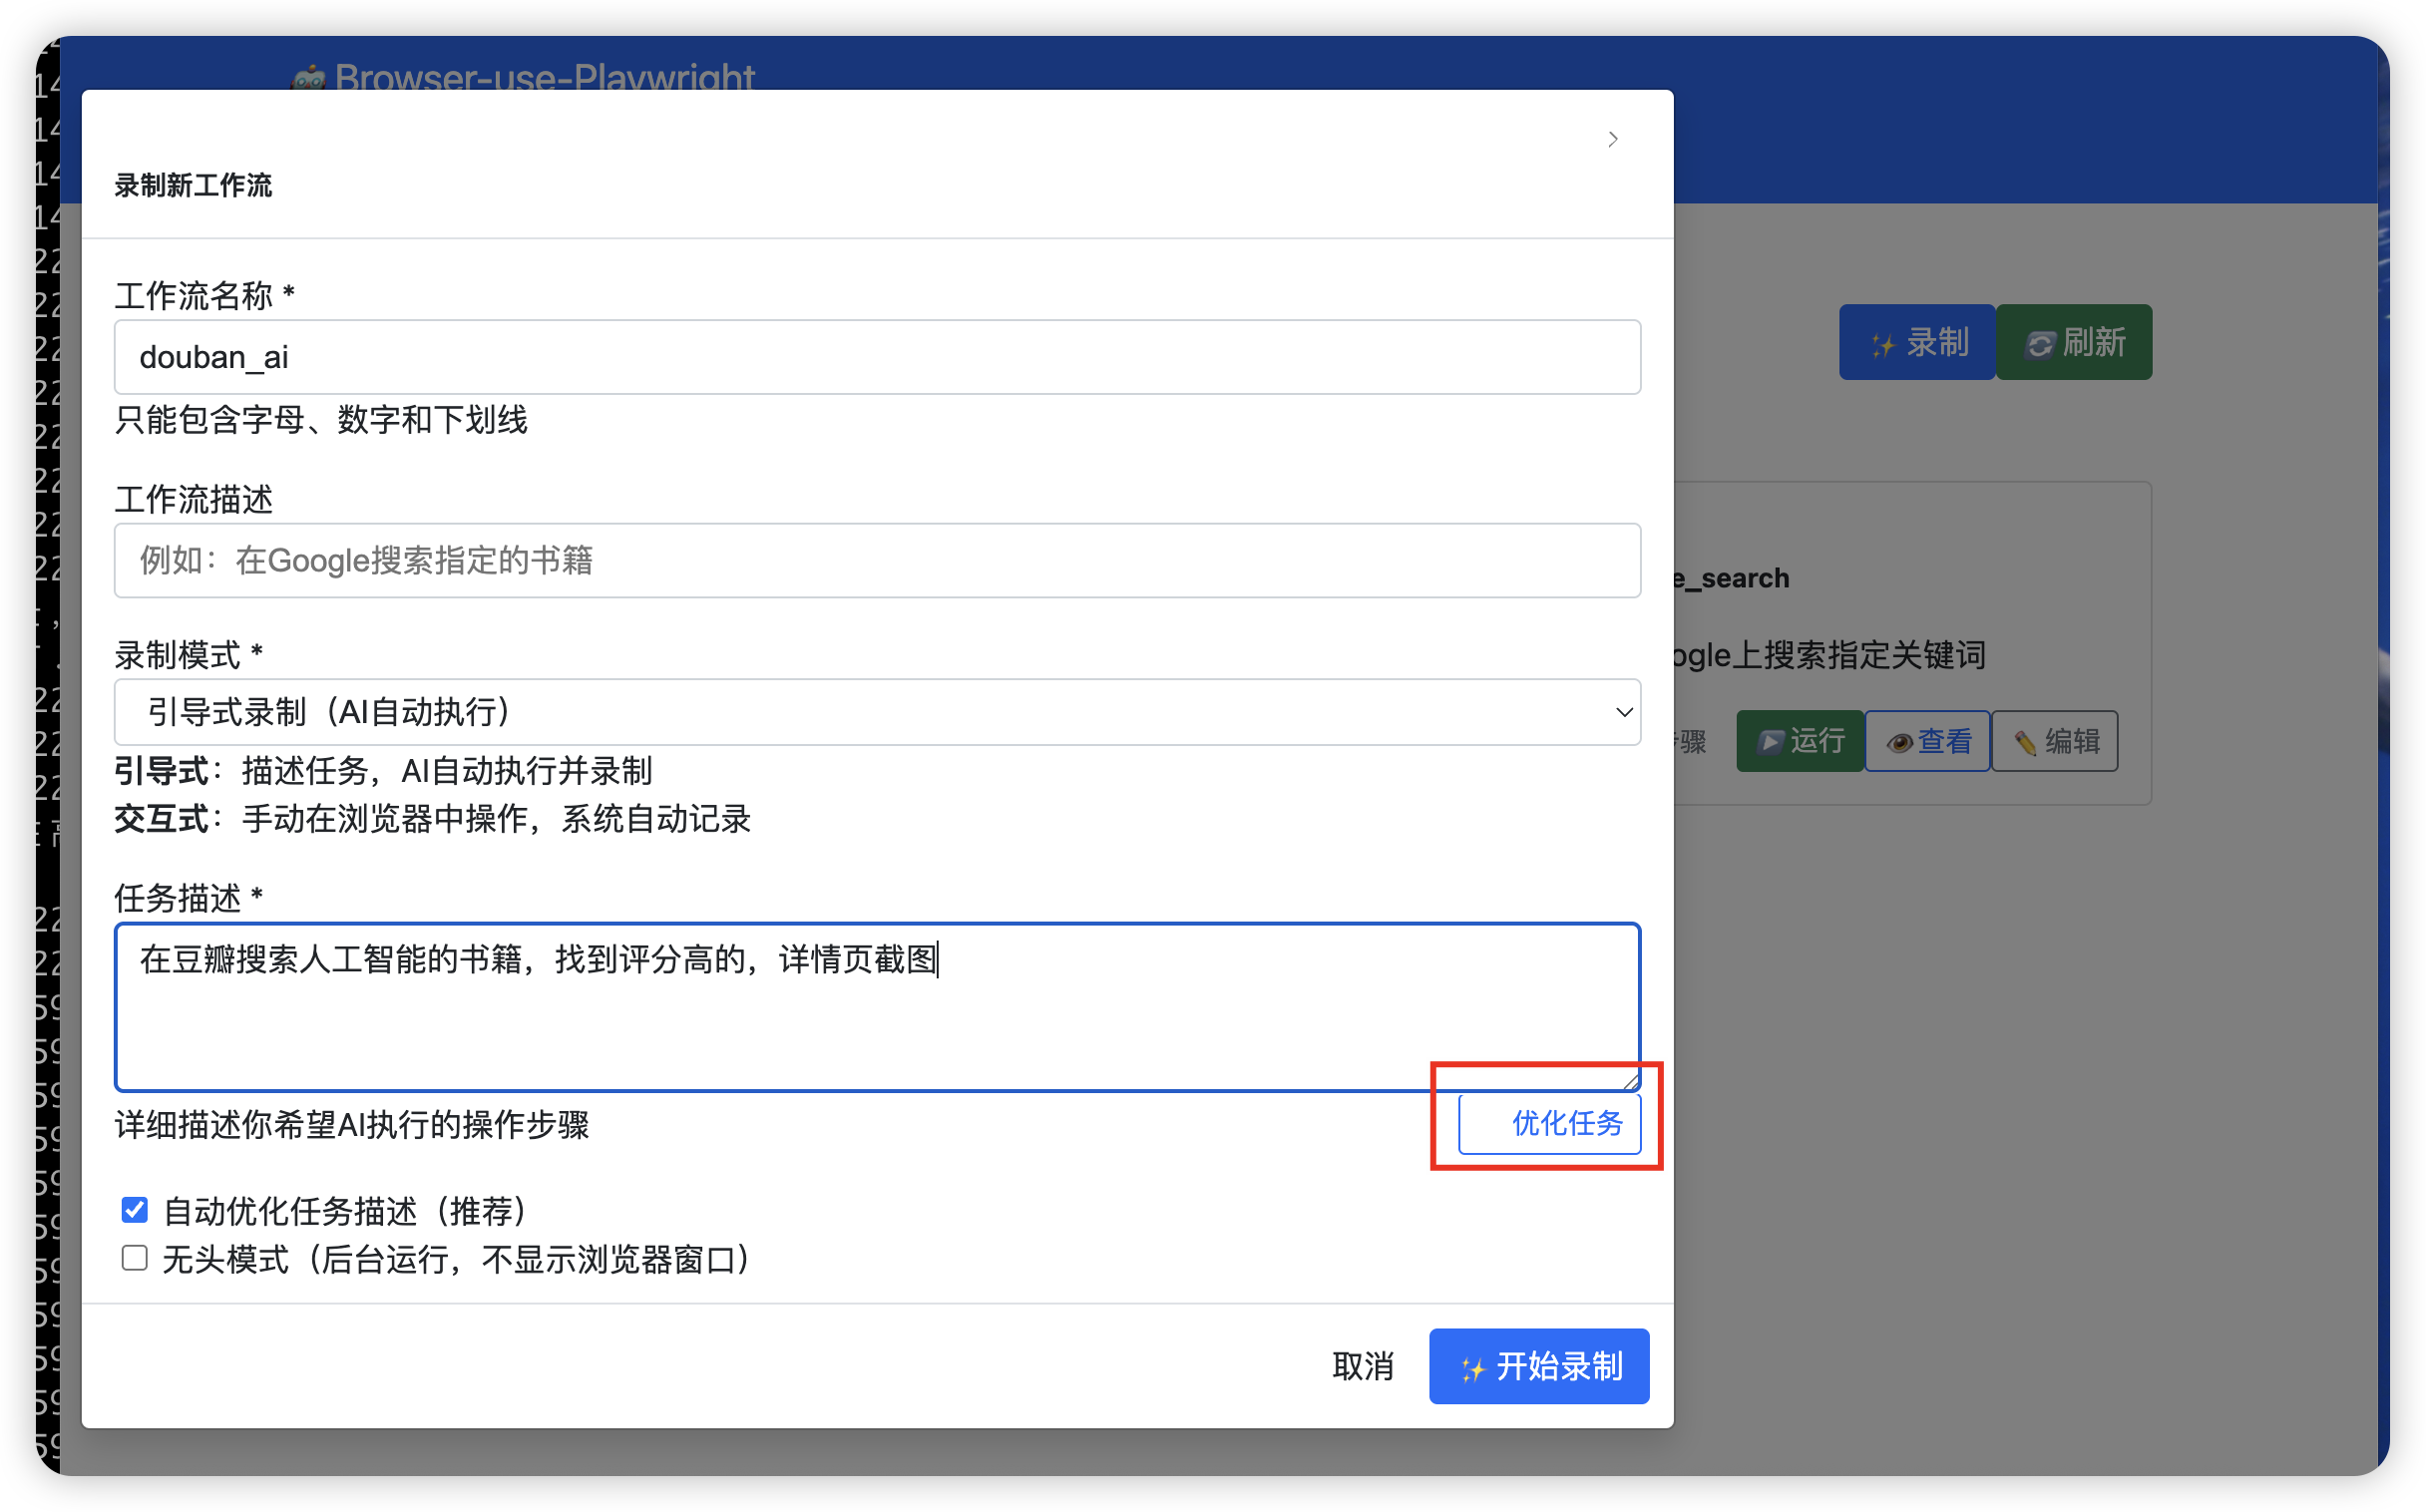 Browser-use-Playwright
录制新工作流
工作流名称 *
douban_ai
只能包含字母、数字和下划线
工作流描述
例如：在Google搜索指定的书籍
录制模式 *
引导式录制（AI自动执行）
引导式：描述任务，AI自动执行并录制
交互式：手动在浏览器中操作，系统自动记录
任务描述 *
在豆瓣搜索人工智能的书籍，找到评分高的，详情页截图
详细描述你希望AI执行的操作步骤
优化任务
自动优化任务描述（推荐）
无头模式（后台运行，不显示浏览器窗口）
取消
✨ 开始录制
✨ 录制
刷新
e_search
ogle上搜索指定关键词
骤
运行
查看
编辑